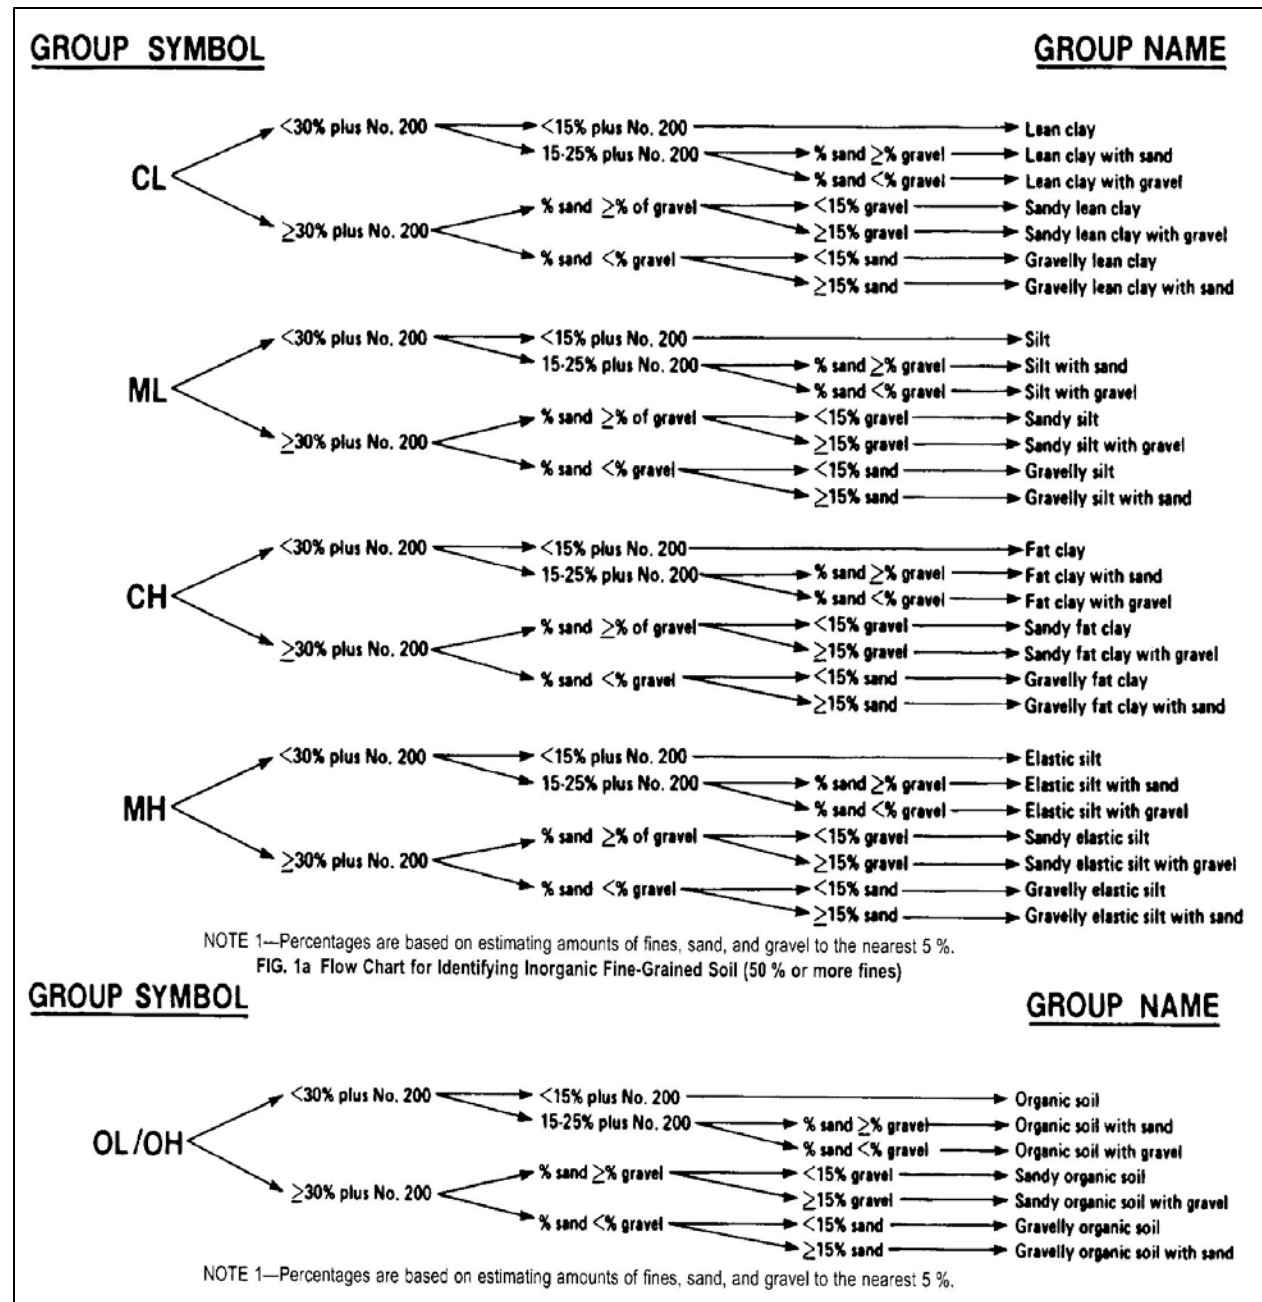 GROUP SYMBOL GROUP NAME
<30% plus No. 200 <15% plus No. 200 Lean clay
15-25% plus No. 200 % sand ≥% gravel Lean clay with sand
CL % sand <% gravel Lean clay with gravel
% sand ≥% of gravel <15% gravel Sandy lean clay
≥30% plus No. 200 ≥15% gravel Sandy lean clay with gravel
% sand <% gravel <15% sand Gravelly lean clay
≥15% sand Gravelly lean clay with sand
<30% plus No. 200 <15% plus No. 200 Silt
15-25% plus No. 200 % sand ≥% gravel Silt with sand
ML % sand <% gravel Silt with gravel
% sand ≥% of gravel <15% gravel Sandy silt
≥30% plus No. 200 ≥15% gravel Sandy silt with gravel
% sand <% gravel <15% sand Gravelly silt
≥15% sand Gravelly silt with sand
<30% plus No. 200 <15% plus No. 200 Fat clay
15-25% plus No. 200 % sand ≥% gravel Fat clay with sand
CH % sand <% gravel Fat clay with gravel
% sand ≥% of gravel <15% gravel Sandy fat clay
≥30% plus No. 200 ≥15% gravel Sandy fat clay with gravel
% sand <% gravel <15% sand Gravelly fat clay
≥15% sand Gravelly fat clay with sand
<30% plus No. 200 <15% plus No. 200 Elastic silt
15-25% plus No. 200 % sand ≥% gravel Elastic silt with sand
MH % sand <% gravel Elastic silt with gravel
% sand ≥% of gravel <15% gravel Sandy elastic silt
≥30% plus No. 200 ≥15% gravel Sandy elastic silt with gravel
% sand <% gravel <15% sand Gravelly elastic silt
≥15% sand Gravelly elastic silt with sand
NOTE 1—Percentages are based on estimating amounts of fines, sand, and gravel to the nearest 5 %.
FIG. 1a Flow Chart for Identifying Inorganic Fine-Grained Soil (50 % or more fines)
GROUP SYMBOL GROUP NAME
<30% plus No. 200 <15% plus No. 200 Organic soil
15-25% plus No. 200 % sand ≥% gravel Organic soil with sand
OL/OH % sand <% gravel Organic soil with gravel
% sand ≥% gravel <15% gravel Sandy organic soil
≥30% plus No. 200 ≥15% gravel Sandy organic soil with gravel
% sand <% gravel <15% sand Gravelly organic soil
≥15% sand Gravelly organic soil with sand
NOTE 1—Percentages are based on estimating amounts of fines, sand, and gravel to the nearest 5 %.